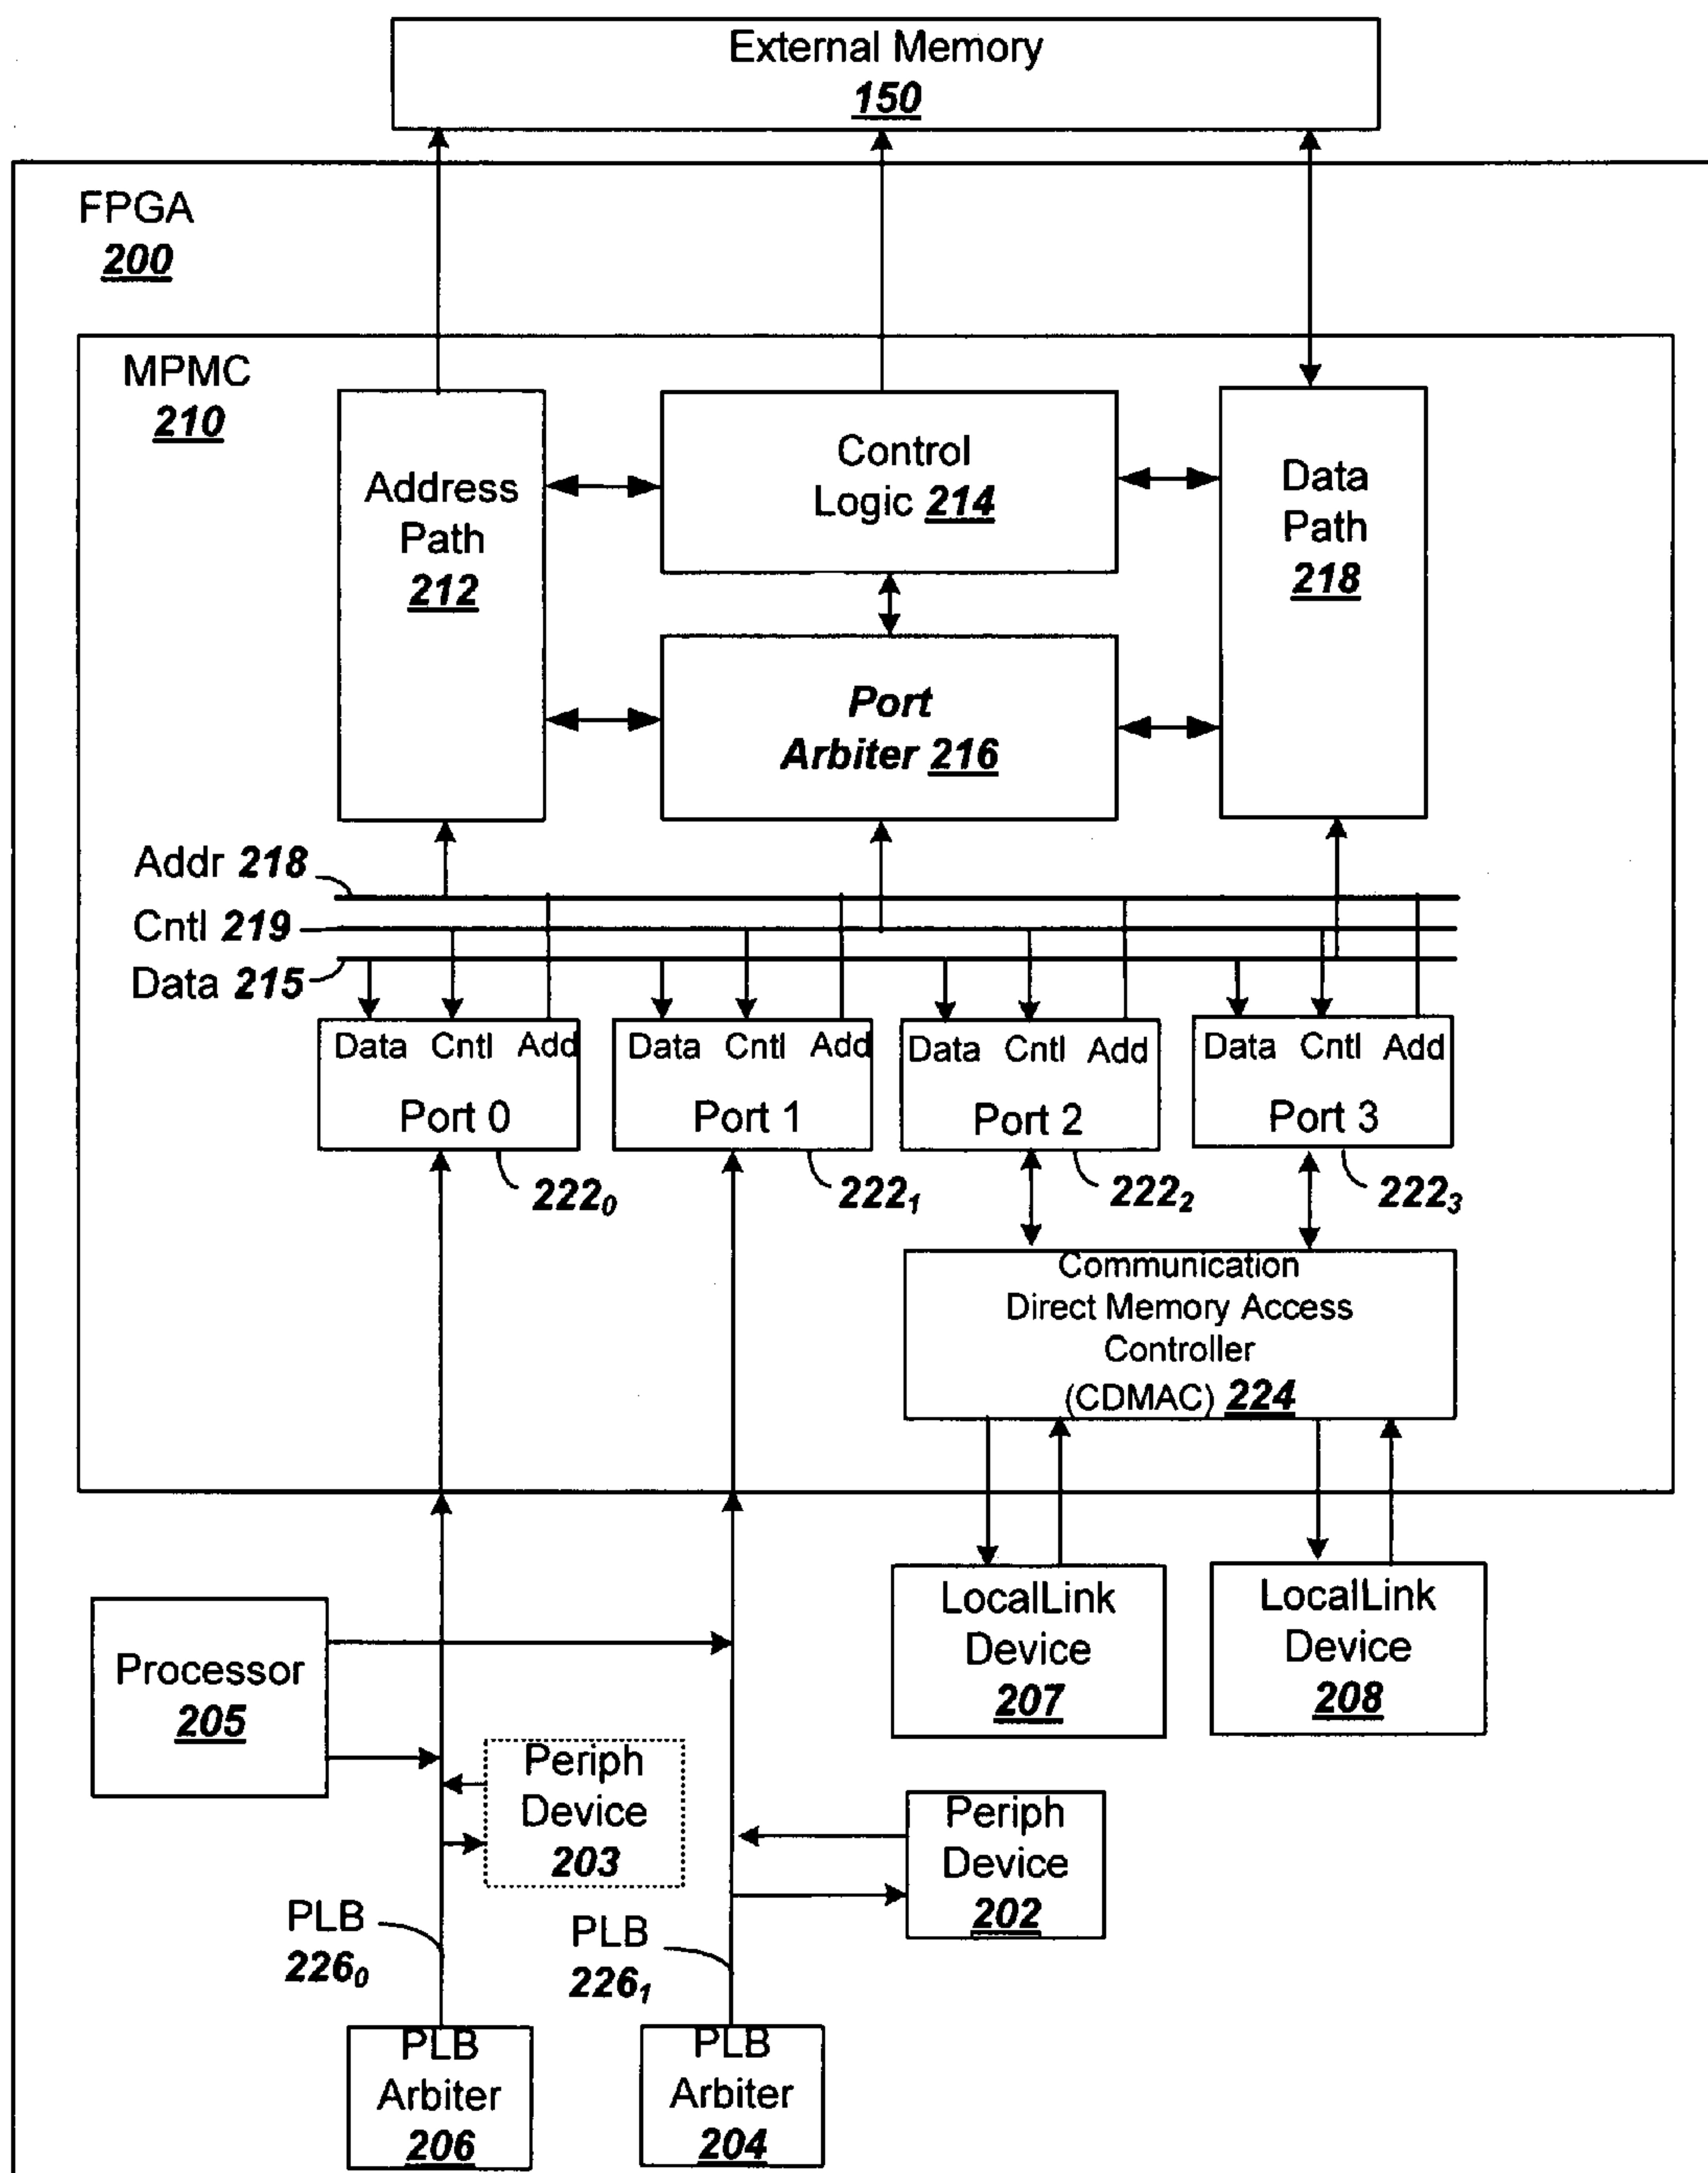 External Memory
150
FPGA
200
MPMC
210
Address
Path
212
Control
Logic 214
Data
Path
218
Port
Arbiter 216
Addr 218
Cntl 219
Data 215
Data Cntl Add
Port 0
Data Cntl Add
Port 1
Data Cntl Add
Port 2
Data Cntl Add
Port 3
222₀
222₁
222₂
222₃
Communication
Direct Memory Access
Controller
(CDMAC) 224
LocalLink
Device
207
LocalLink
Device
208
Processor
205
Periph
Device
203
Periph
Device
202
PLB
226₀
PLB
226₁
PLB
Arbiter
206
PLB
Arbiter
204